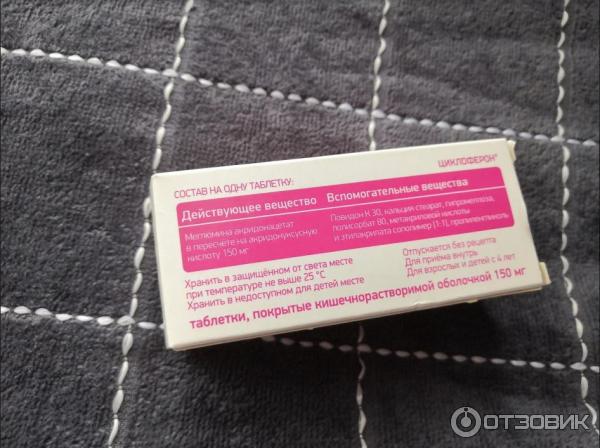 ЦИКЛОФЕРОН®
СОСТАВ НА ОДНУ ТАБЛЕТКУ:
Действующее вещество
Меглюмина акридонацетат
в пересчете на акридонуксусную
кислоту 150 мг
Вспомогательные вещества
Повидон К 30, кальция стеарат, гипромеллоза,
полисорбат 80, метакриловой кислоты
и этилакрилата сополимер [1:1], пропиленгликоль
Хранить в защищённом от света месте
при температуре не выше 25 °С
Хранить в недоступном для детей месте
Отпускается без рецепта
Для приёма внутрь
Для взрослых и детей с 4 лет
таблетки, покрытые кишечнорастворимой оболочкой 150 мг
ОТЗОВИК